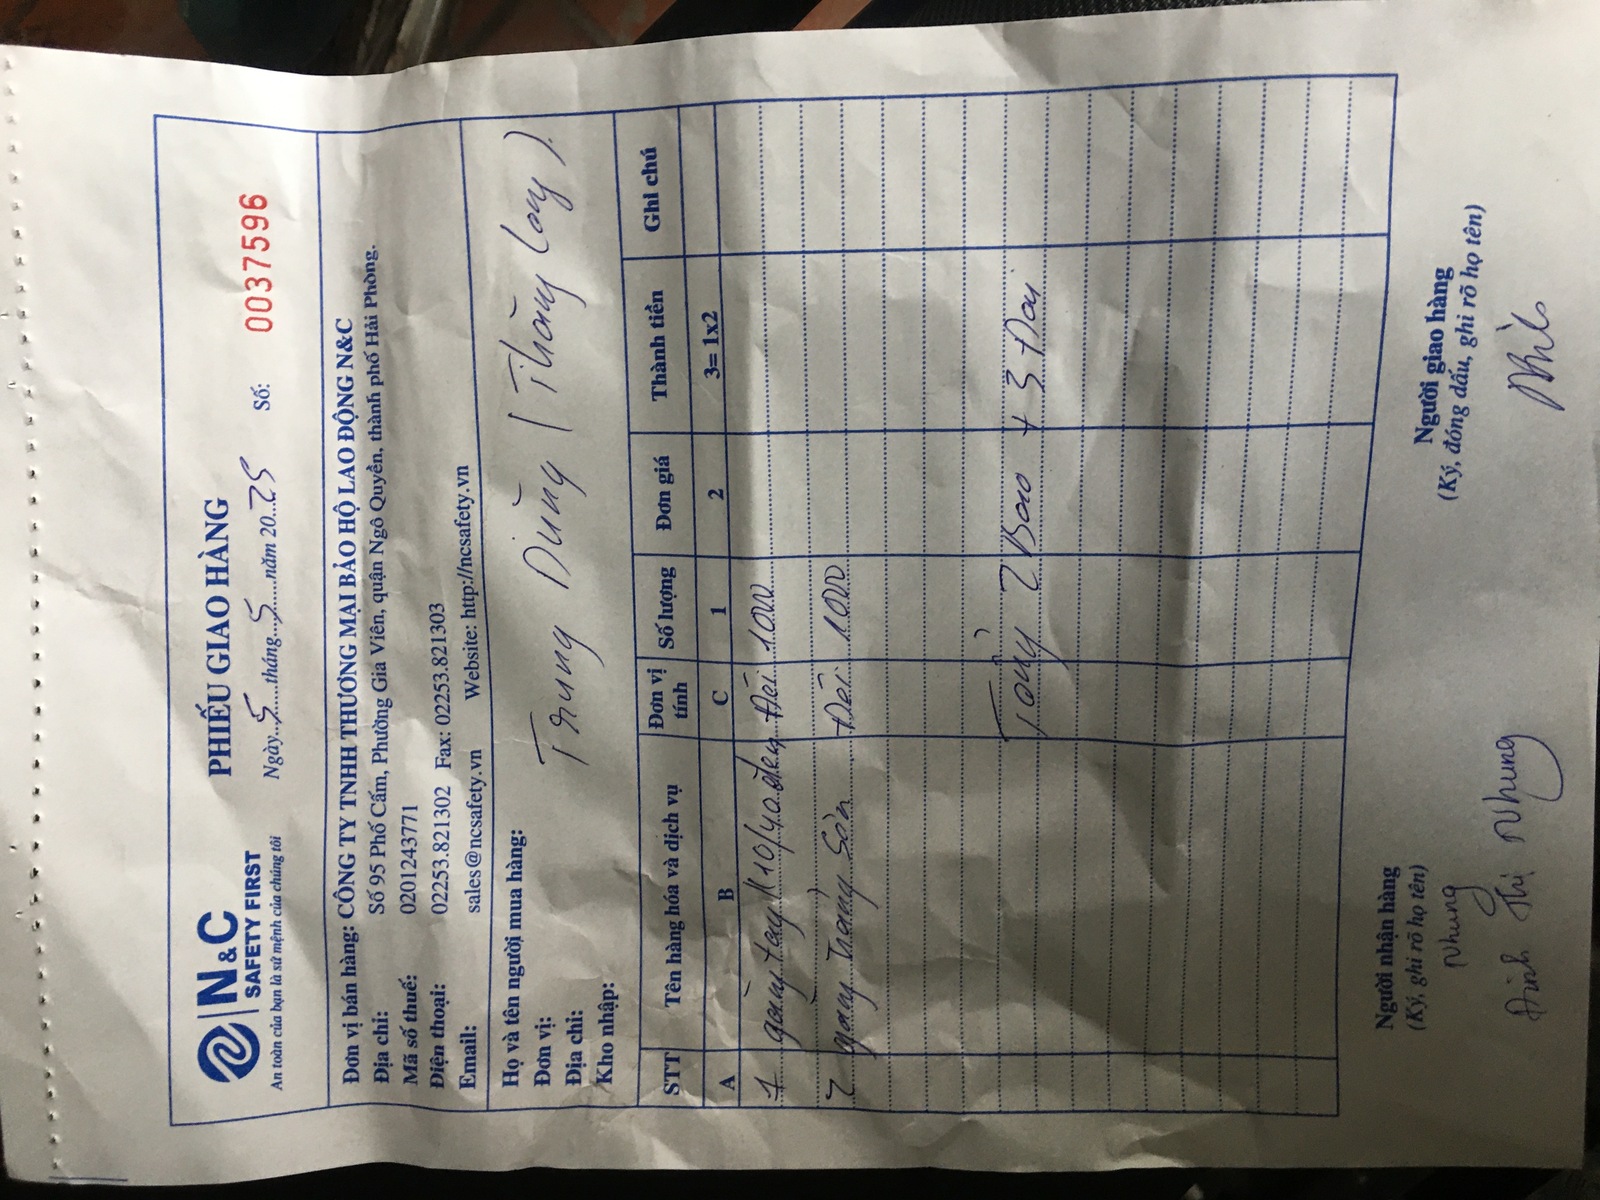 N&C
SAFETY FIRST
An toàn của bạn là sứ mệnh của chúng tôi
PHIẾU GIAO HÀNG
Ngày 5 tháng 5 năm 2025 Số: 0037596
Đơn vị bán hàng: CÔNG TY TNHH THƯƠNG MẠI BẢO HỘ LAO ĐỘNG N&C
Địa chỉ: Số 95 Phố Cấm, Phường Gia Viên, quận Ngô Quyền, thành phố Hải Phòng.
Mã số thuế: 0201243771
Điện thoại: 02253.821302 Fax: 02253.821303
Email: sales@ncsafety.vn Website: http://ncsafety.vn
Họ và tên người mua hàng:
Đơn vị: Trung Dũng (Thăng Long).
Địa chỉ:
Kho nhập:
STT Tên hàng hóa và dịch vụ Đơn vị tính Số lượng Đơn giá Thành tiền Ghi chú
A B C 1 2 3= 1x2
1 găng tay K10/40 đen Đôi 1000
2 găng Trắng Sần Đôi 1000
Tổng 2 Bao + 3 Đôi
Người nhận hàng Người giao hàng
(Ký, ghi rõ họ tên) (Ký, đóng dấu, ghi rõ họ tên)
Nhung
Đinh Thị Nhung